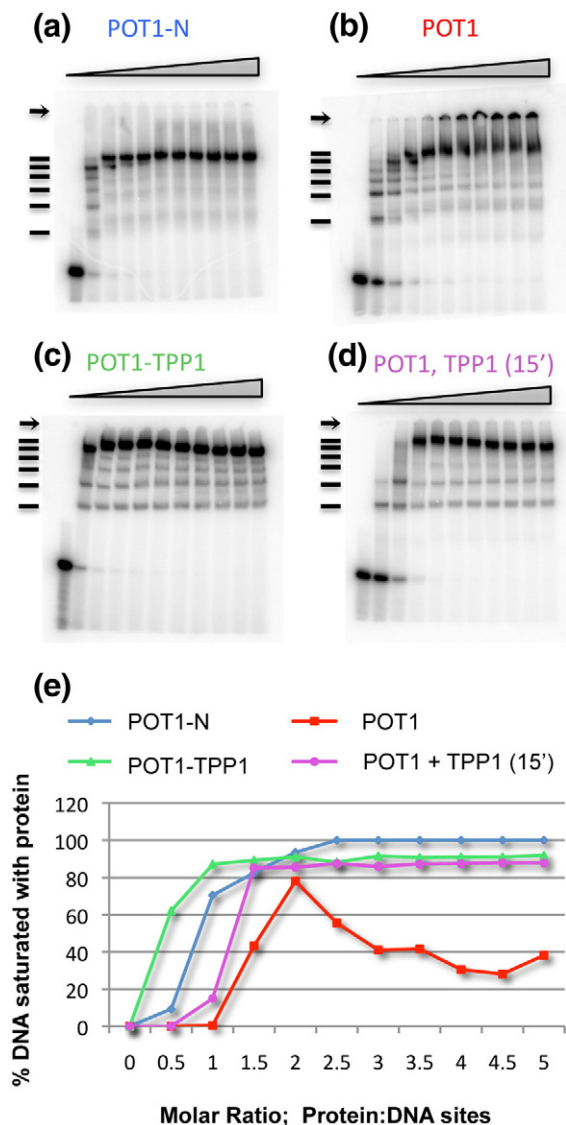 (a) POT1-N
(b) POT1
(c) POT1-TPP1
(d) POT1, TPP1 (15')
(e)
POT1-N
POT1
POT1-TPP1
POT1 + TPP1 (15')
% DNA saturated with protein
120
100
80
60
40
20
0
0 0.5 1 1.5 2 2.5 3 3.5 4 4.5 5
Molar Ratio; Protein:DNA sites